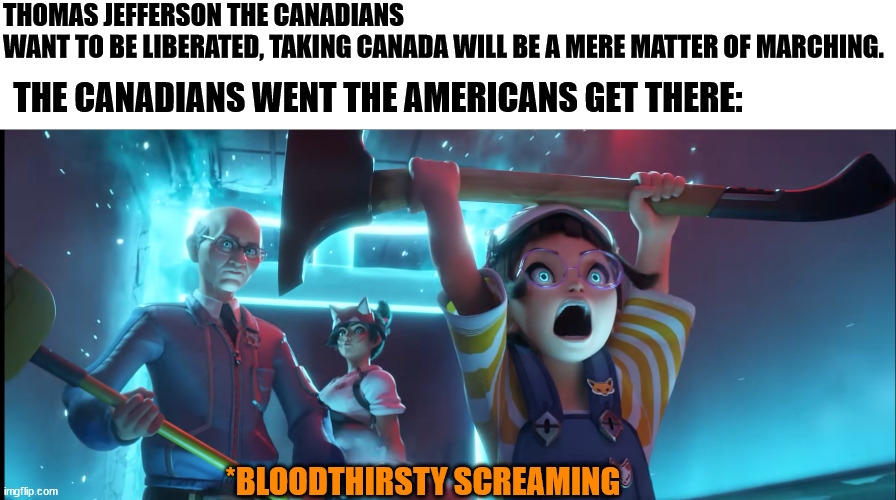 THOMAS JEFFERSON THE CANADIANS
WANT TO BE LIBERATED, TAKING CANADA WILL BE A MERE MATTER OF MARCHING.
THE CANADIANS WENT THE AMERICANS GET THERE:
*BLOODTHIRSTY SCREAMING
imgflip.com